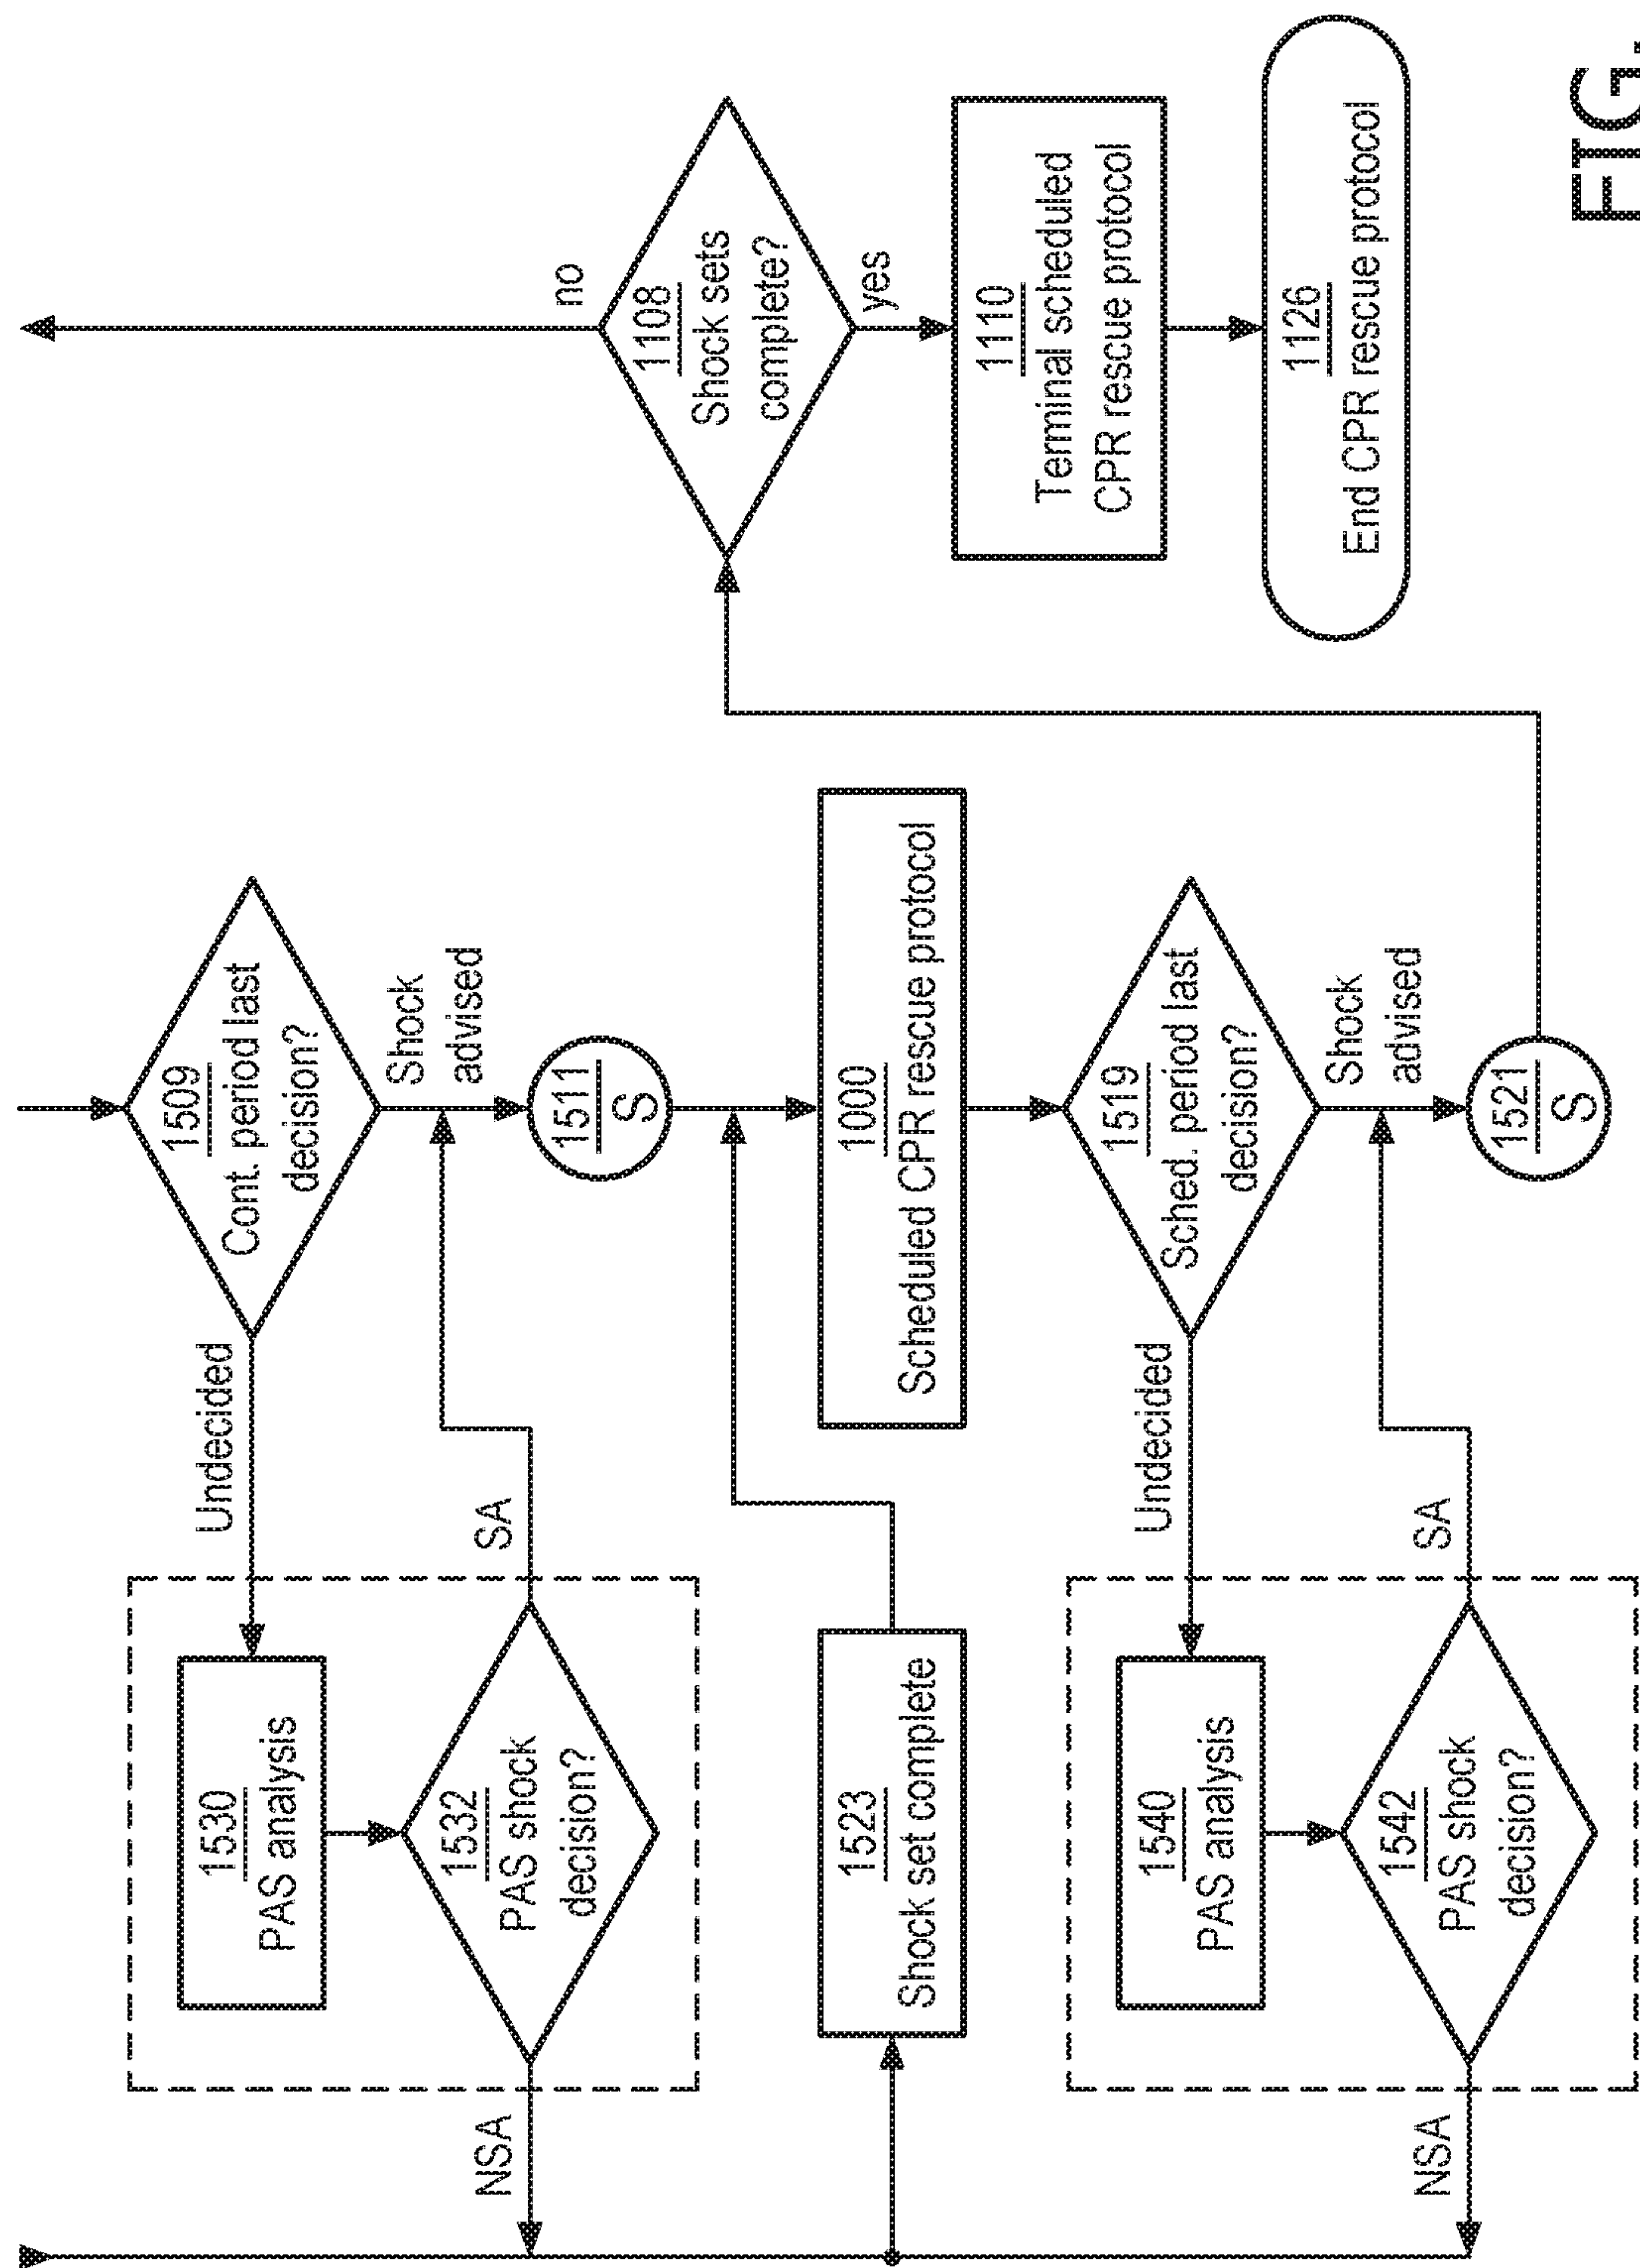 1509
Cont. period last
decision?
Undecided
Shock
advised
1530
PAS analysis
1532
PAS shock
decision?
NSA
SA
1511
S
1523
Shock set complete
1000
Scheduled CPR rescue protocol
1519
Sched. period last
decision?
Undecided
Shock
advised
1540
PAS analysis
1542
PAS shock
decision?
NSA
SA
1521
S
no
1108
Shock sets
complete?
yes
1110
Terminal scheduled
CPR rescue protocol
1126
End CPR rescue protocol
FIG.